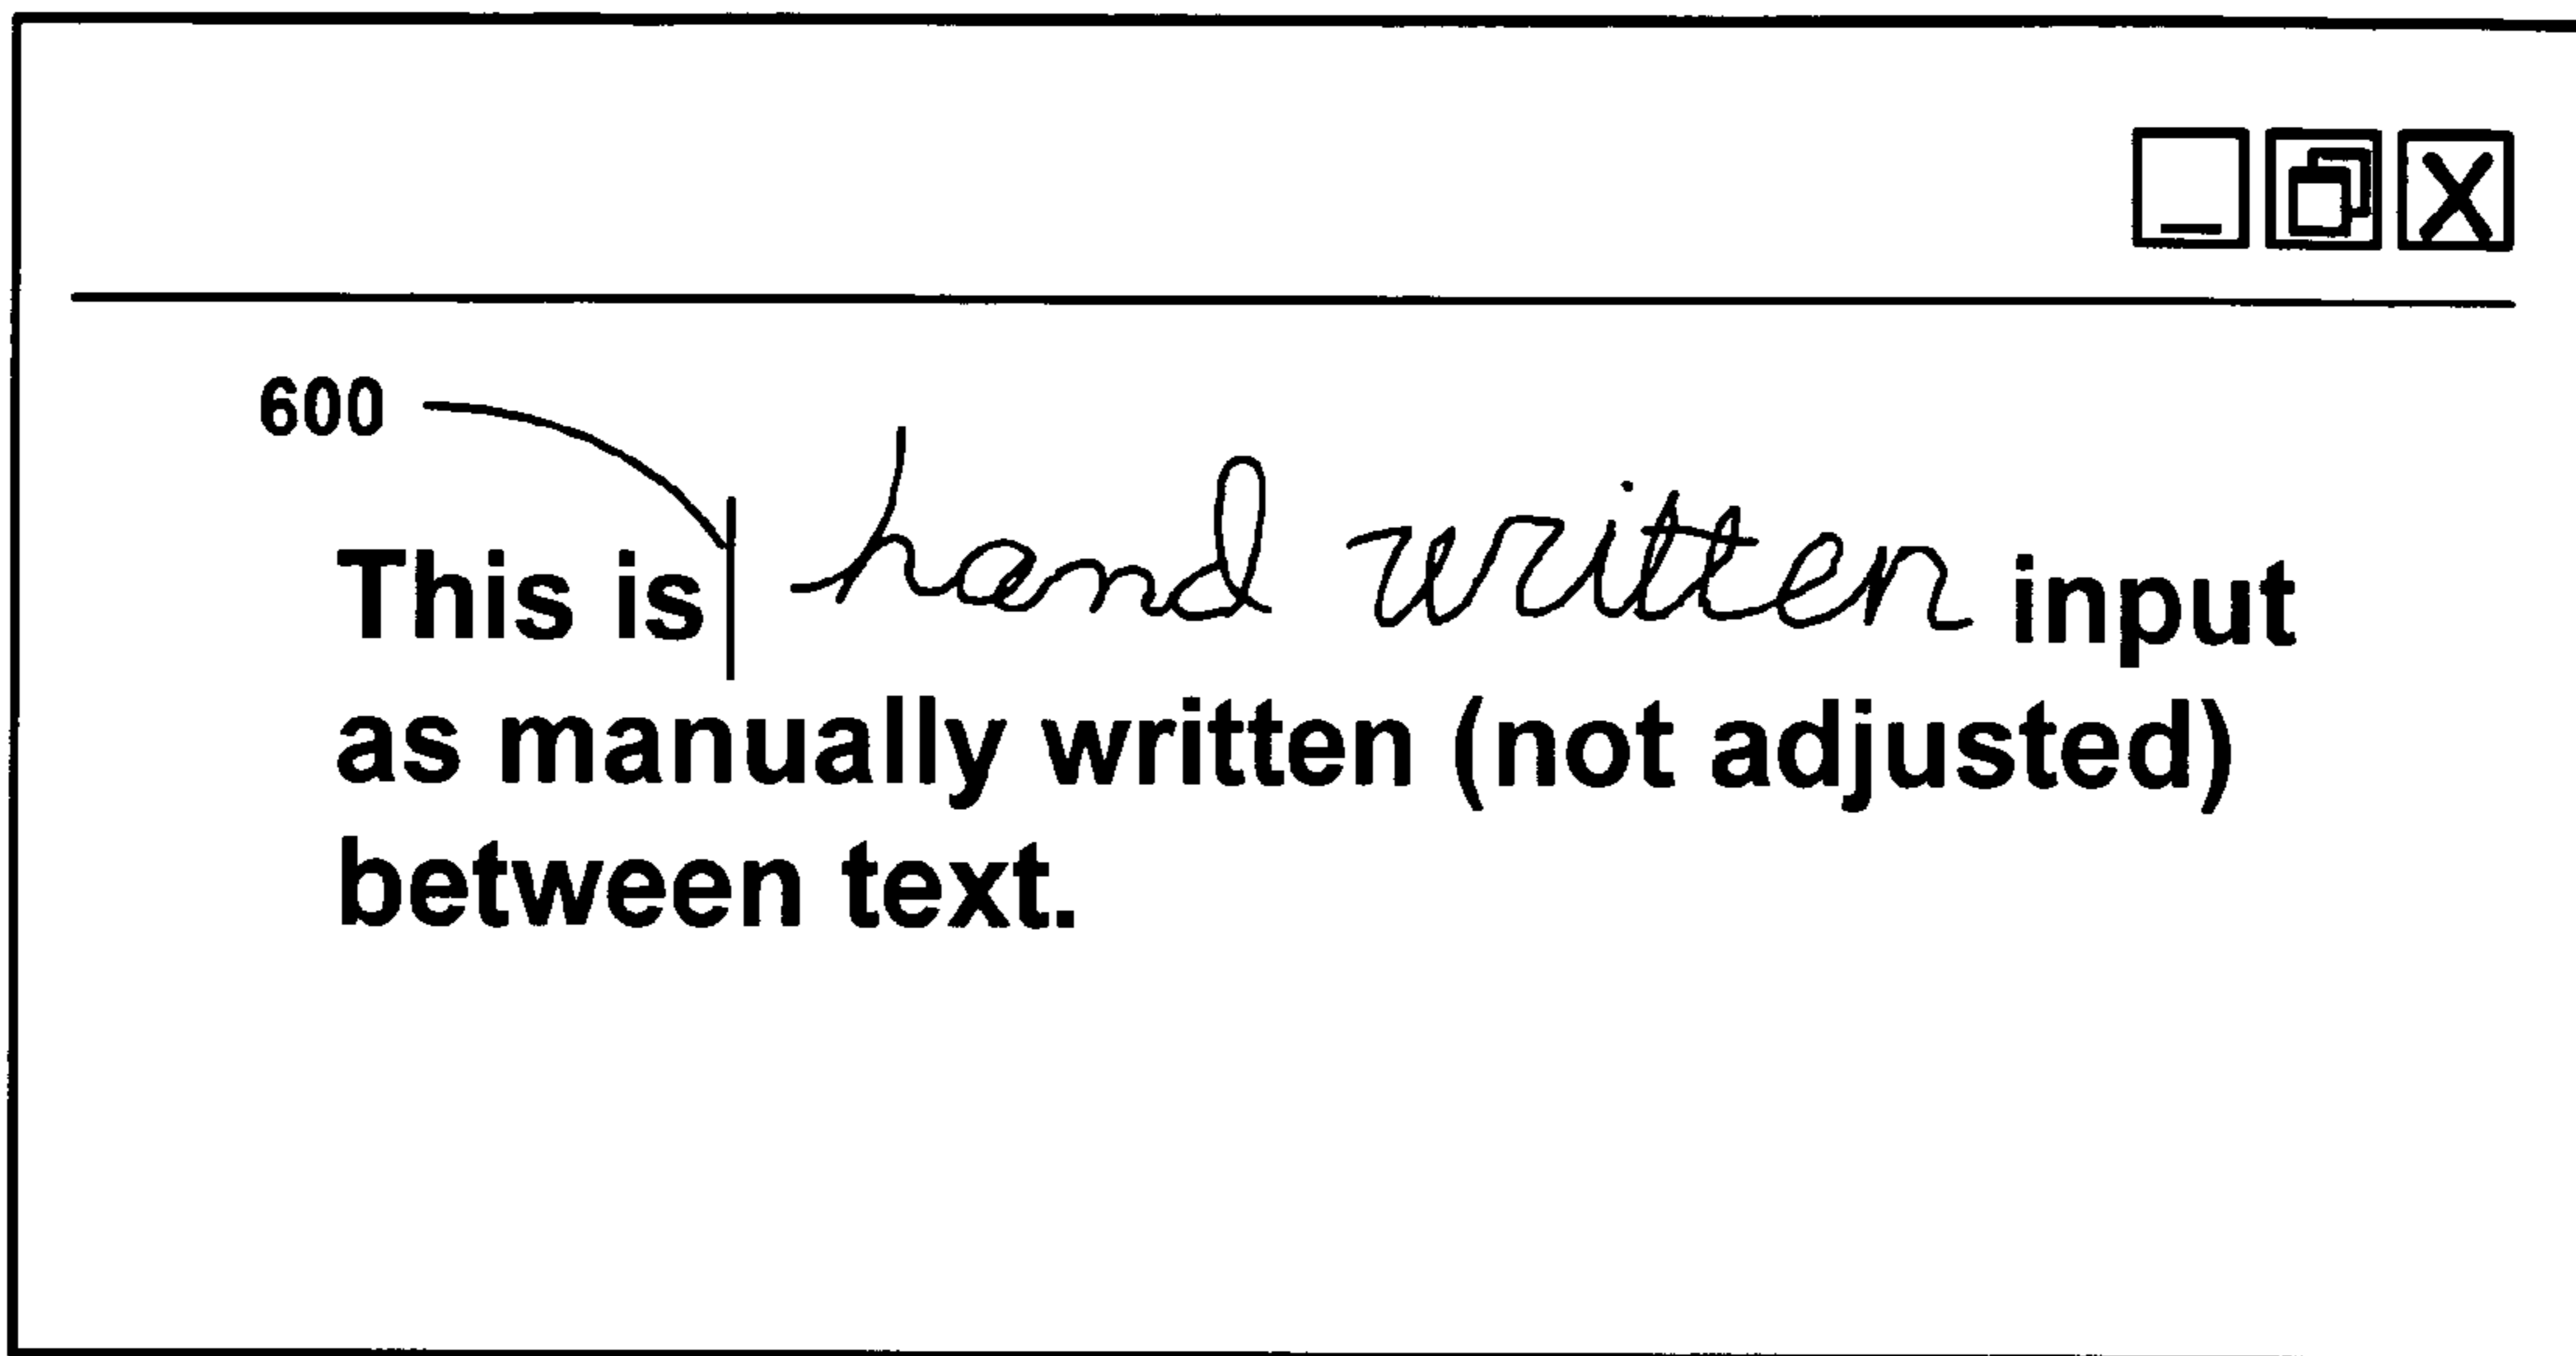 600
This is hand written input
as manually written (not adjusted)
between text.